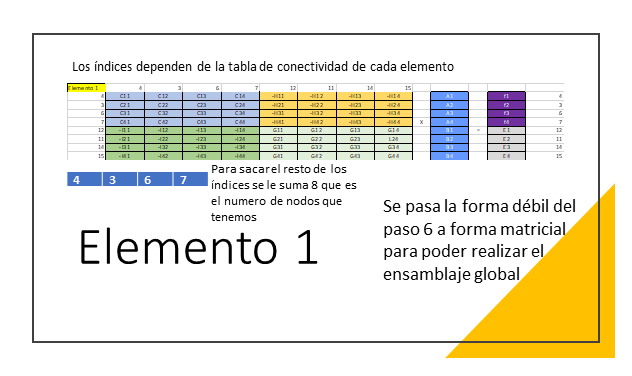 Los índices dependen de la tabla de conectividad de cada elemento
Elemento 1 4 3 6 7 12 11 14 15
4 C11 C12 C13 C14 -H11 -H12 -H13 -H14 A1 f1 4
3 C21 C22 C23 C24 -H21 -H22 -H23 -H24 A2 f2 3
6 C31 C32 C33 C34 -H31 -H32 -H33 -H34 A3 f3 6
7 C41 C42 C43 C44 -H41 -H42 -H43 -H44 X A4 f4 7
12 -I11 -I12 -I13 -I14 G11 G12 G13 G14 B1 = E1 12
11 -I21 -I22 -I23 -I24 G21 G22 G23 B2 E2 11
14 -I31 -I32 -I33 -I34 G31 G32 G33 G34 B3 E3 14
15 -I41 -I42 -I43 -I44 G41 G42 G43 G44 B4 E4 15
4 3 6 7
Para sacar el resto de los
índices se le suma 8 que es
el numero de nodos que
tenemos
Elemento 1
Se pasa la forma débil del
paso 6 a forma matricial
para poder realizar el
ensamblaje global